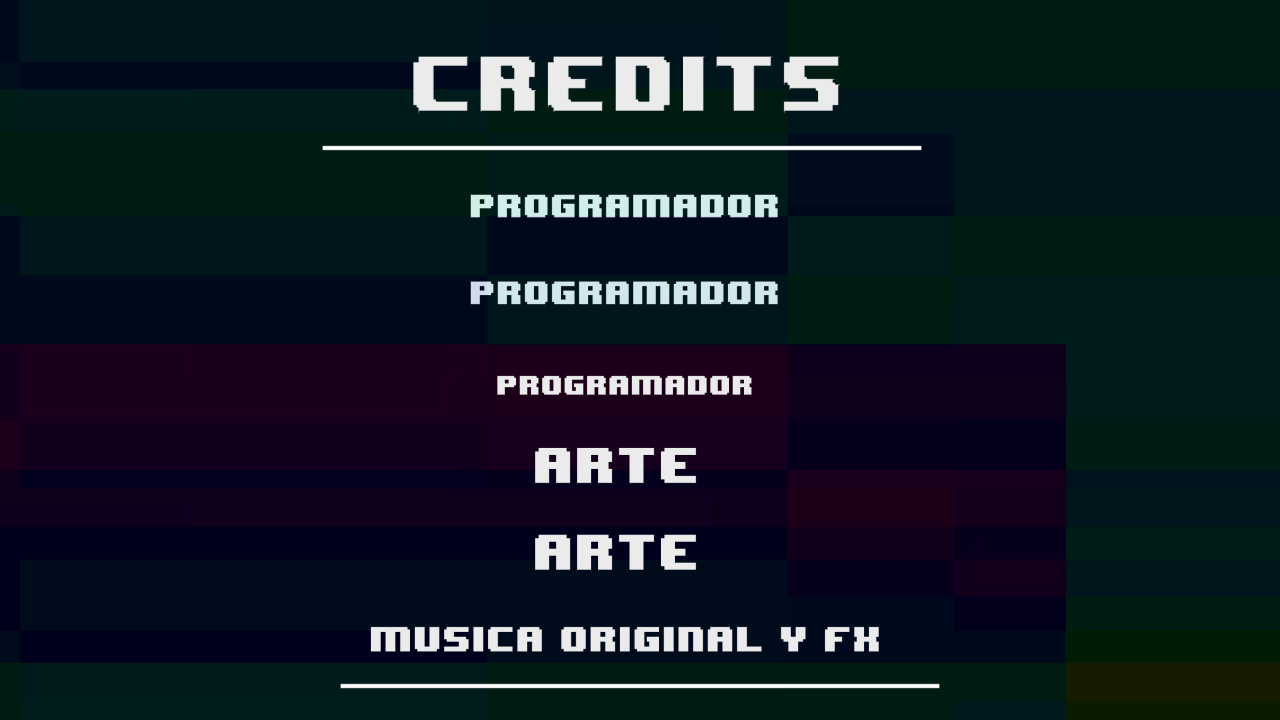 CREDITS
PROGRAMADOR
PROGRAMADOR
PROGRAMADOR
ARTE
ARTE
MUSICA ORIGINAL Y FX